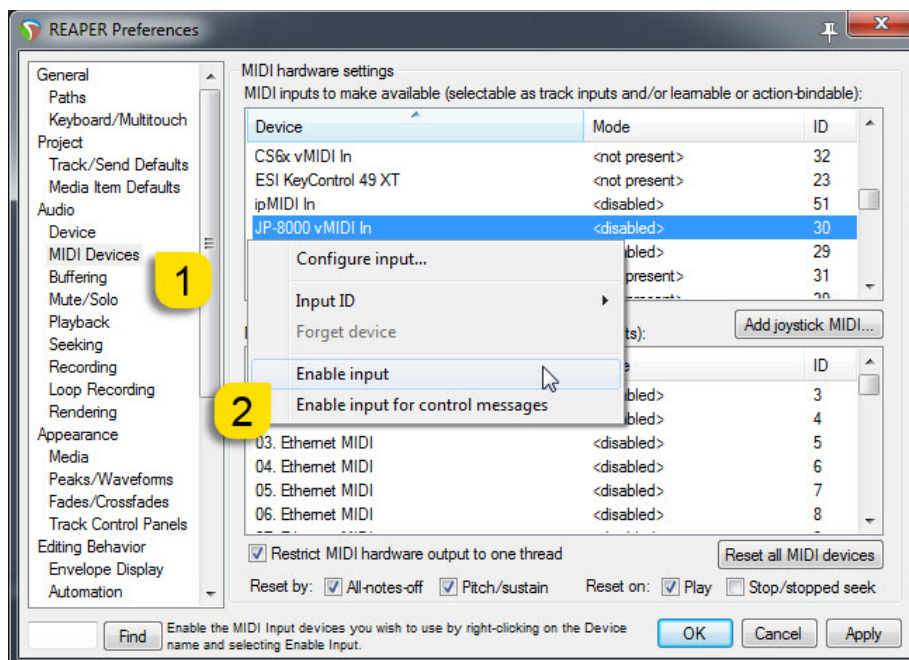 REAPER Preferences
General
Paths
Keyboard/Multitouch
Project
Track/Send Defaults
Media Item Defaults
Audio
Device
MIDI Devices
Buffering
Mute/Solo
Playback
Seeking
Recording
Loop Recording
Rendering
Appearance
Media
Peaks/Waveforms
Fades/Crossfades
Track Control Panels
Editing Behavior
Envelope Display
Automation
1
MIDI hardware settings
MIDI inputs to make available (selectable as track inputs and/or learnable or action-bindable):
Device Mode ID
CS6x vMIDI In <not present> 32
ESI KeyControl 49 XT <not present> 23
ipMIDI In <disabled> 51
JP-8000 vMIDI In <disabled> 30
bled> 29
present> 31
Configure input...
Input ID
Forget device
Enable input
Enable input for control messages
2
ts): Add joystick MIDI...
ID
bled> 3
bled> 4
03. Ethernet MIDI <disabled> 5
04. Ethernet MIDI <disabled> 6
05. Ethernet MIDI <disabled> 7
06. Ethernet MIDI <disabled> 8
Restrict MIDI hardware output to one thread Reset all MIDI devices
Reset by: All-notes-off Pitch/sustain Reset on: Play Stop/stopped seek
Find Enable the MIDI Input devices you wish to use by right-clicking on the Device
name and selecting Enable Input.
OK Cancel Apply